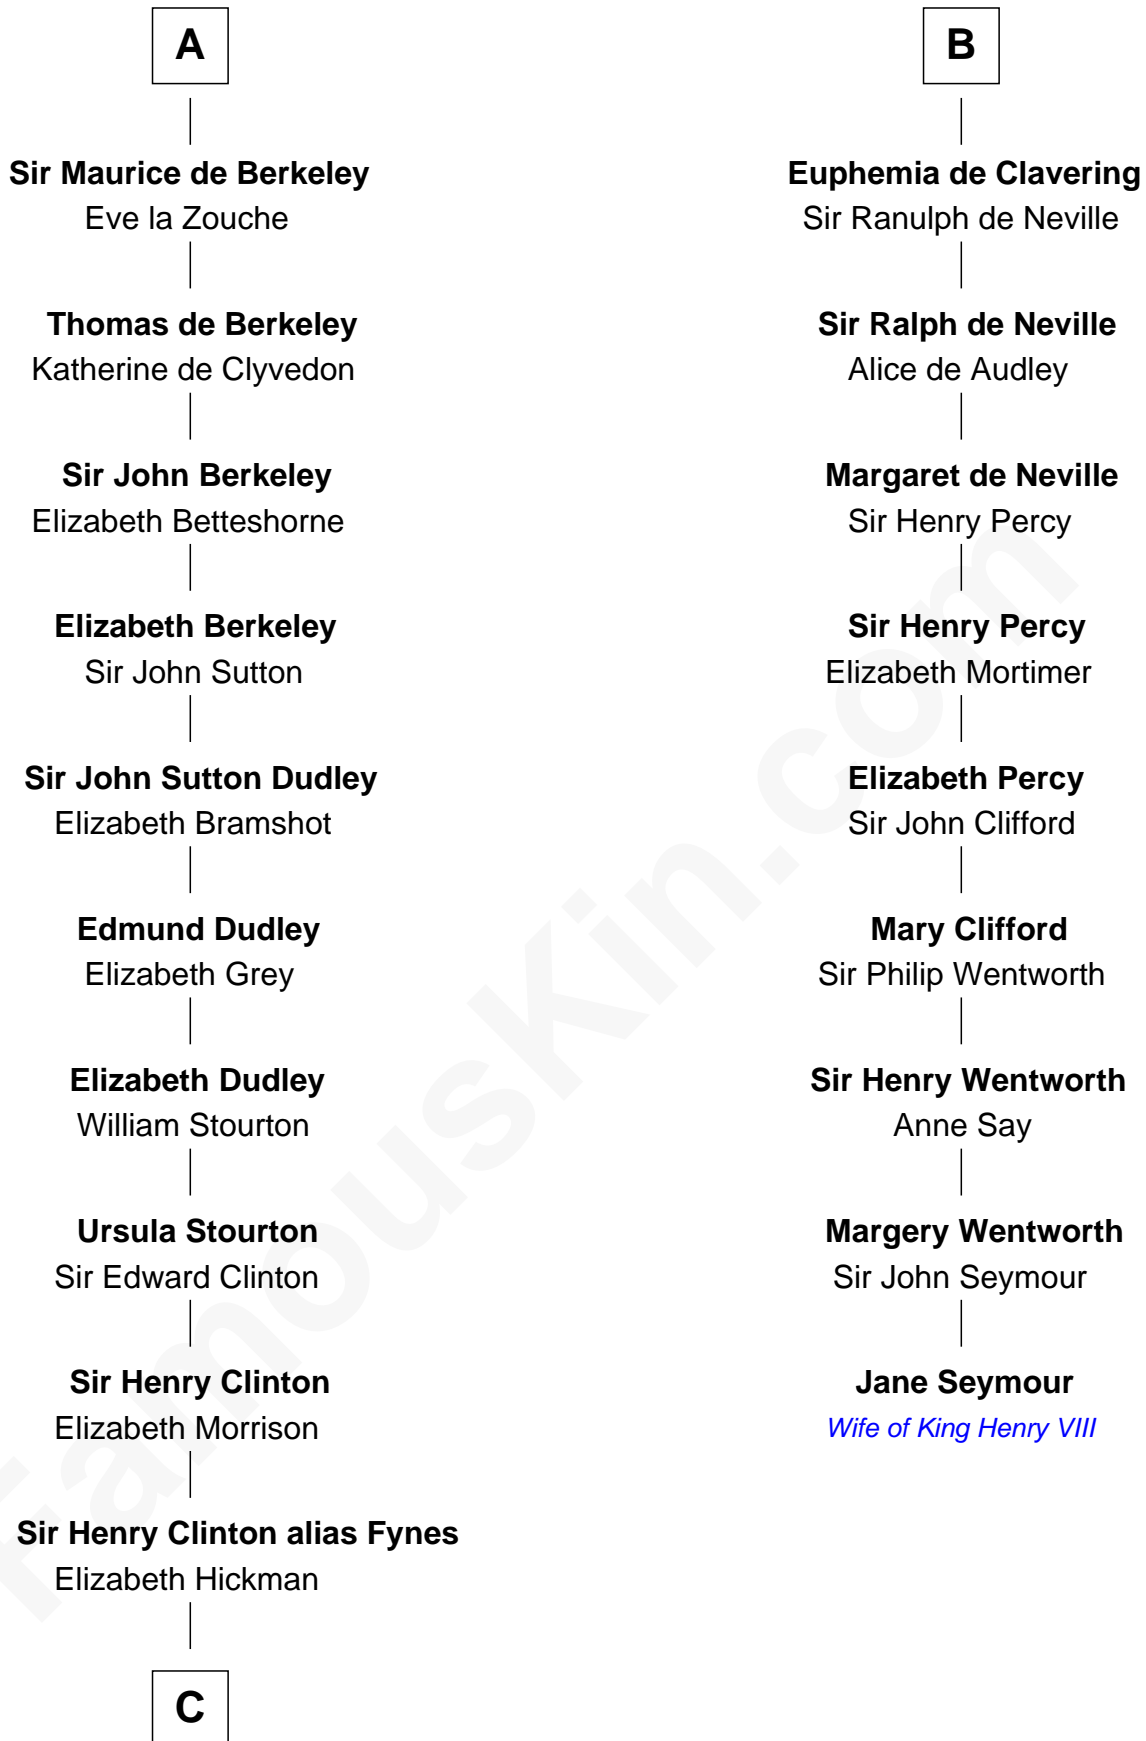 A
Sir Maurice de Berkeley
Eve la Zouche
Thomas de Berkeley
Katherine de Clyvedon
Sir John Berkeley
Elizabeth Betteshorne
Elizabeth Berkeley
Sir John Sutton
Sir John Sutton Dudley
Elizabeth Bramshot
Edmund Dudley
Elizabeth Grey
Elizabeth Dudley
William Stourton
Ursula Stourton
Sir Edward Clinton
Sir Henry Clinton
Elizabeth Morrison
Sir Henry Clinton alias Fynes
Elizabeth Hickman
C
B
Euphemia de Clavering
Sir Ranulph de Neville
Sir Ralph de Neville
Alice de Audley
Margaret de Neville
Sir Henry Percy
Sir Henry Percy
Elizabeth Mortimer
Elizabeth Percy
Sir John Clifford
Mary Clifford
Sir Philip Wentworth
Sir Henry Wentworth
Anne Say
Margery Wentworth
Sir John Seymour
Jane Seymour
Wife of King Henry VIII
FamousKin.com